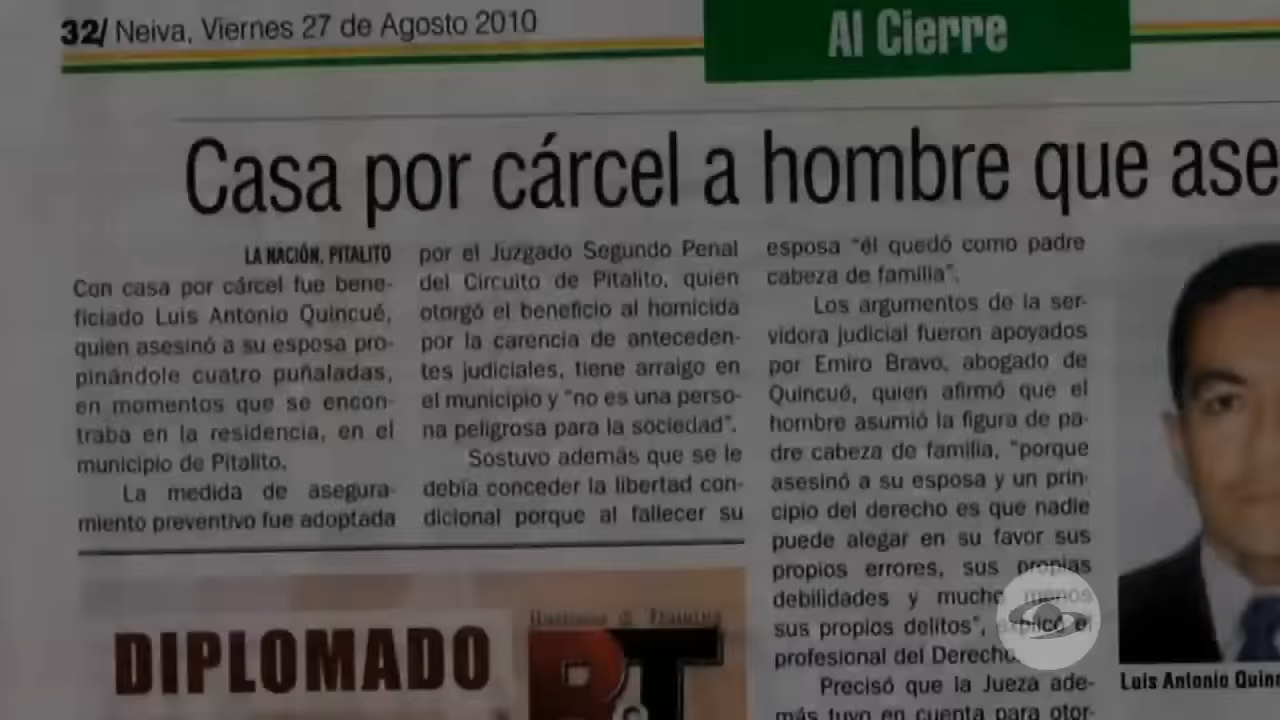 32/ Neiva, Viernes 27 de Agosto 2010
Al Cierre
Casa por cárcel a hombre que ase
LA NACIÓN, PITALITO
Con casa por cárcel fue bene-
ficiado Luis Antonio Quincué,
quien asesinó a su esposa pro-
pinándole cuatro puñaladas,
en momentos que se encon-
traba en la residencia, en el
municipio de Pitalito.
La medida de asegura-
miento preventivo fue adoptada
por el Juzgado Segundo Penal
del Circuito de Pitalito, quien
otorgó el beneficio al homicida
por la carencia de anteceden-
tes judiciales, tiene arraigo en
el municipio y "no es una perso-
na peligrosa para la sociedad".
Sostuvo además que se le
debía conceder la libertad con-
dicional porque al fallecer su
esposa "él quedó como padre
cabeza de familia".
Los argumentos de la ser-
vidora judicial fueron apoyados
por Emiro Bravo, abogado de
Quincué, quien afirmó que el
hombre asumió la figura de pa-
dre cabeza de familia, "porque
asesinó a su esposa y un prin-
cipio del derecho es que nadie
puede alegar en su favor sus
propios errores, sus propias
debilidades y mucho menos
sus propios delitos", explicó el
profesional del Derecho.
Precisó que la Jueza ade-
más tuvo en cuenta para otor-
Luis Antonio Quin
DIPLOMADO
B&T